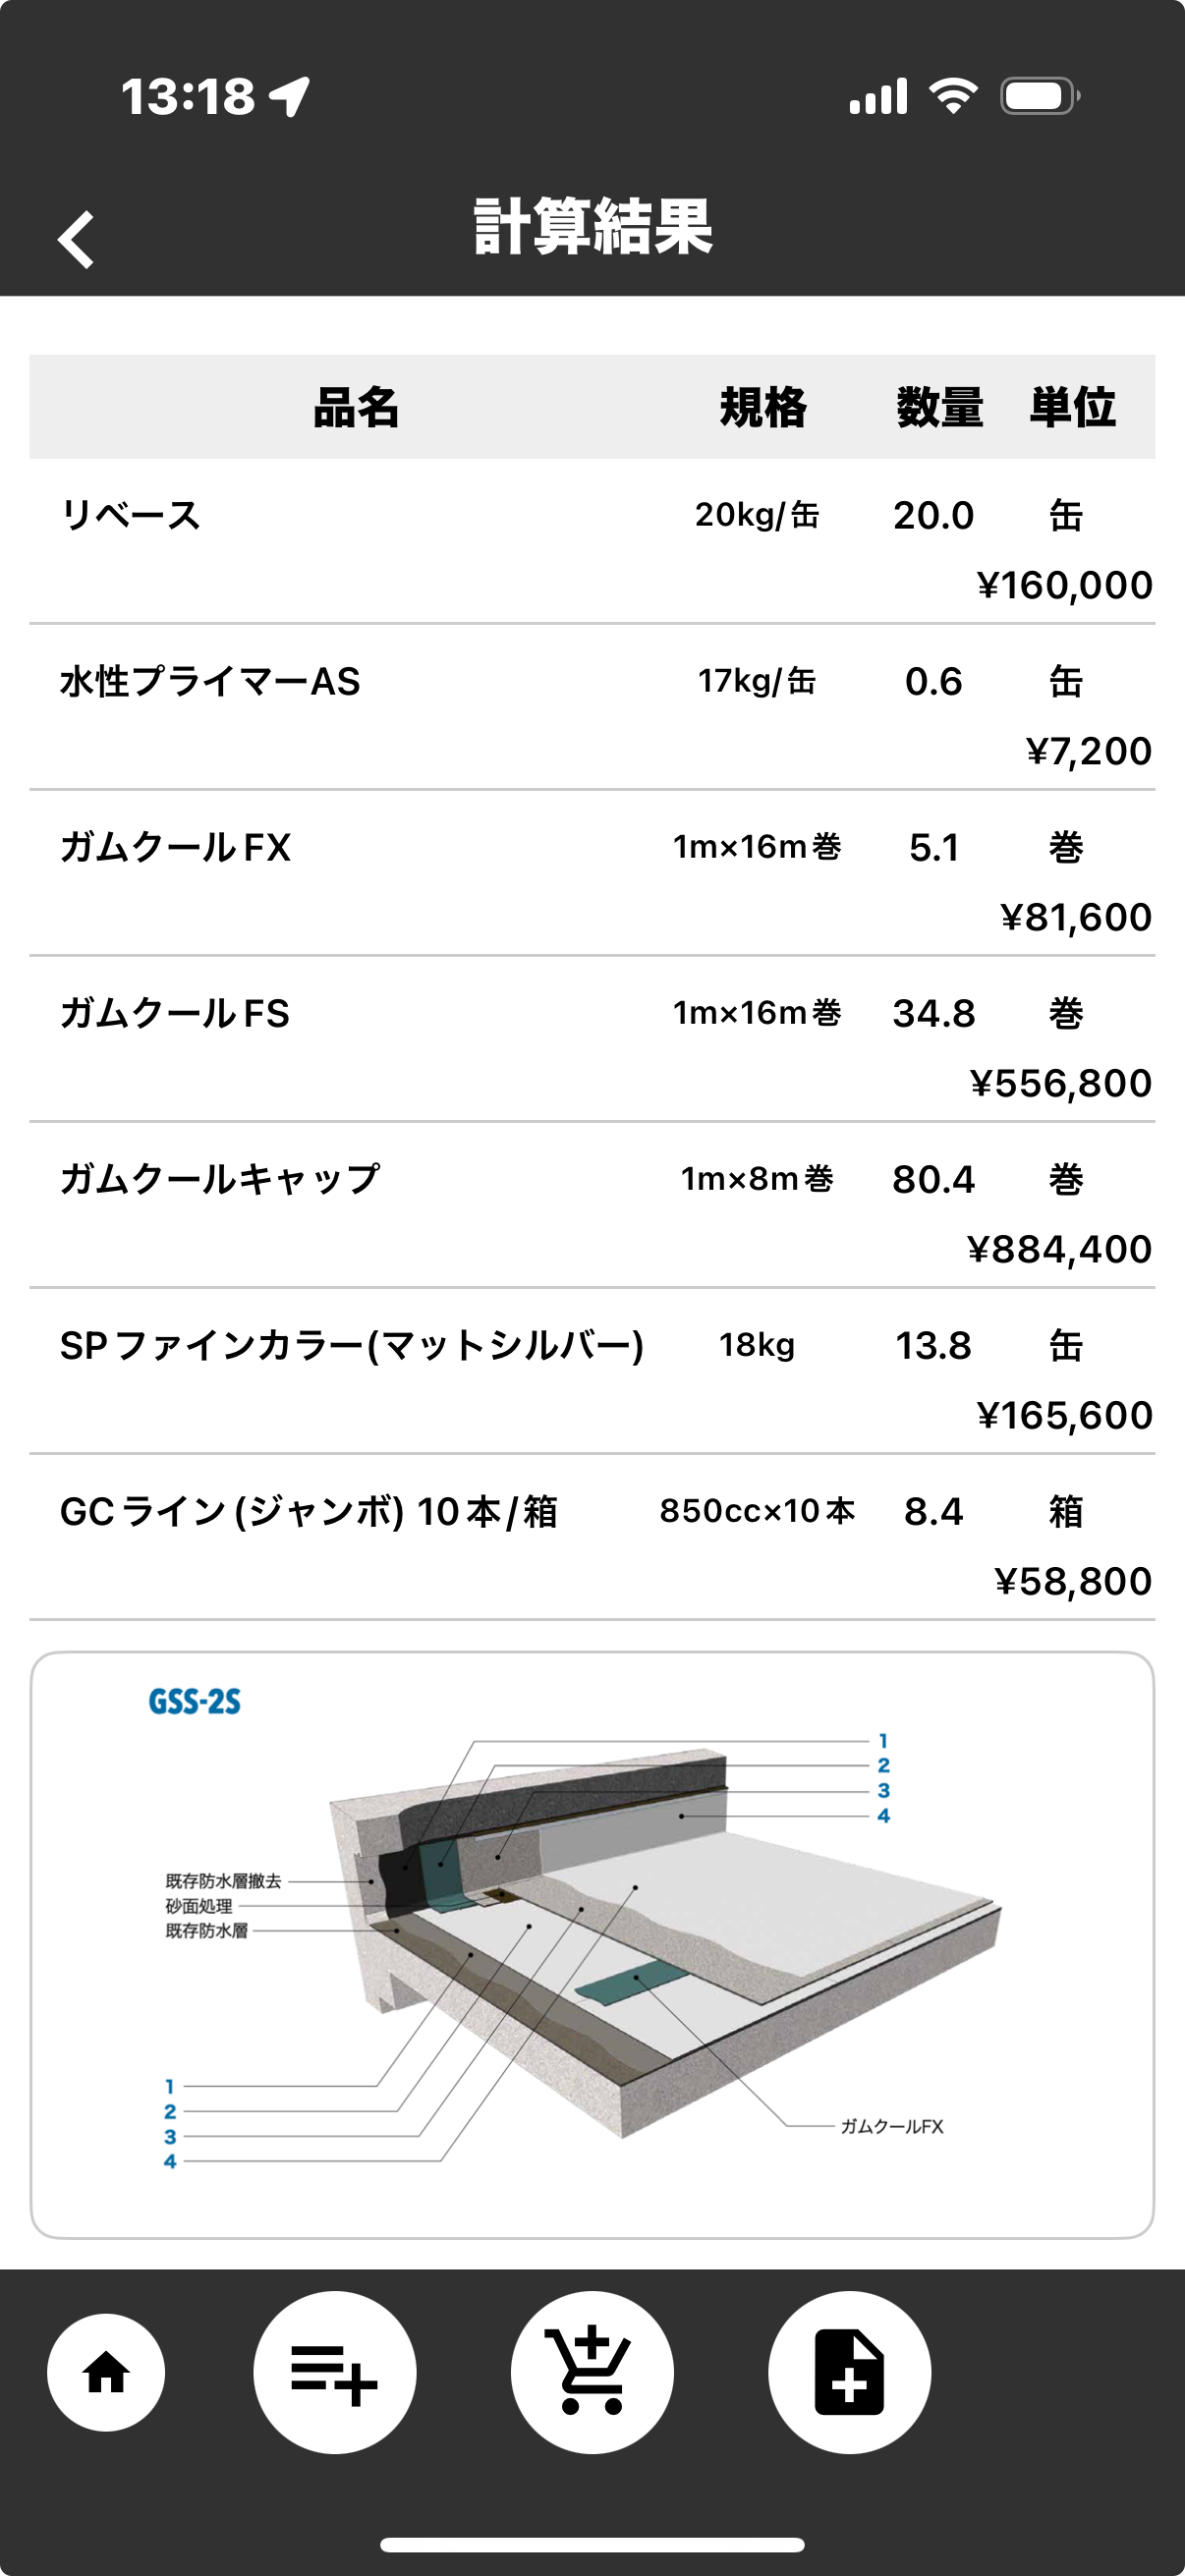 13:18
計算結果
品名 規格 数量 単位
リベース 20kg/缶 20.0 缶
¥160,000
水性プライマーAS 17kg/缶 0.6 缶
¥7,200
ガムクールFX 1m×16m巻 5.1 巻
¥81,600
ガムクールFS 1m×16m巻 34.8 巻
¥556,800
ガムクールキャップ 1m×8m巻 80.4 巻
¥884,400
SPファインカラー(マットシルバー) 18kg 13.8 缶
¥165,600
GCライン(ジャンボ) 10本/箱 850cc×10本 8.4 箱
¥58,800
GSS-2S
1
2
3
4
既存防水層撤去
砂面処理
既存防水層
1
2
3
4
ガムクールFX